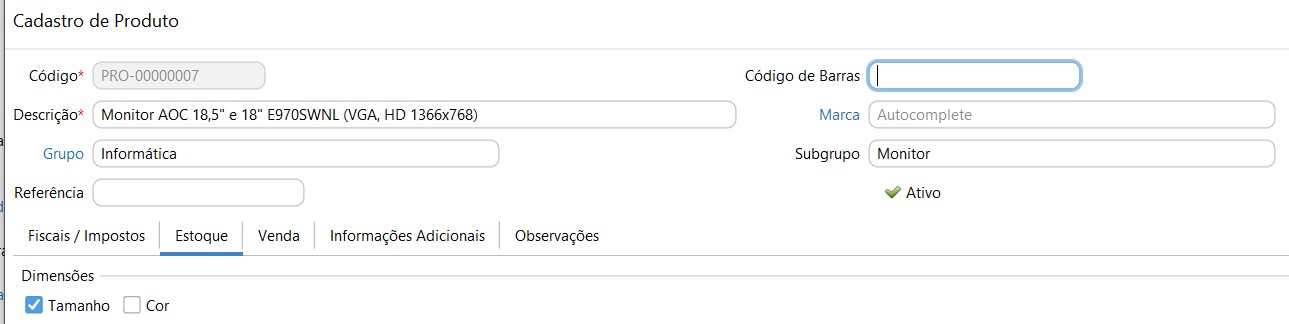 Cadastro de Produto
Código* PRO-00000007 Código de Barras
Descrição* Monitor AOC 18,5" e 18" E970SWNL (VGA, HD 1366x768) Marca Autocomplete
Grupo Informática Subgrupo Monitor
Referência Ativo
Fiscais / Impostos Estoque Venda Informações Adicionais Observações
Dimensões
Tamanho Cor